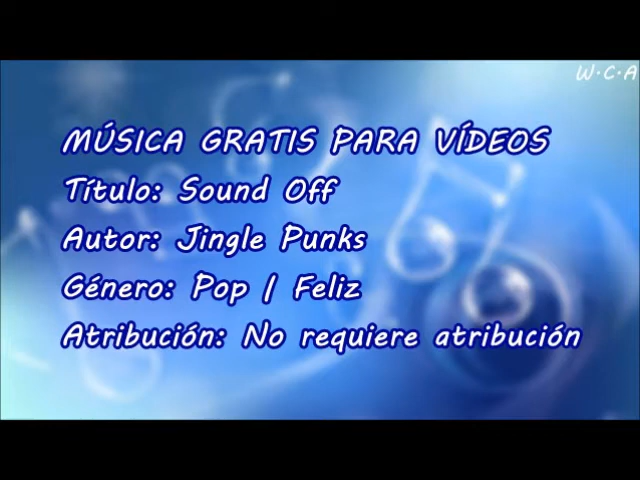 W.C.A
MÚSICA GRATIS PARA VÍDEOS
Título: Sound Off
Autor: Jingle Punks
Género: Pop | Feliz
Atribución: No requiere atribución